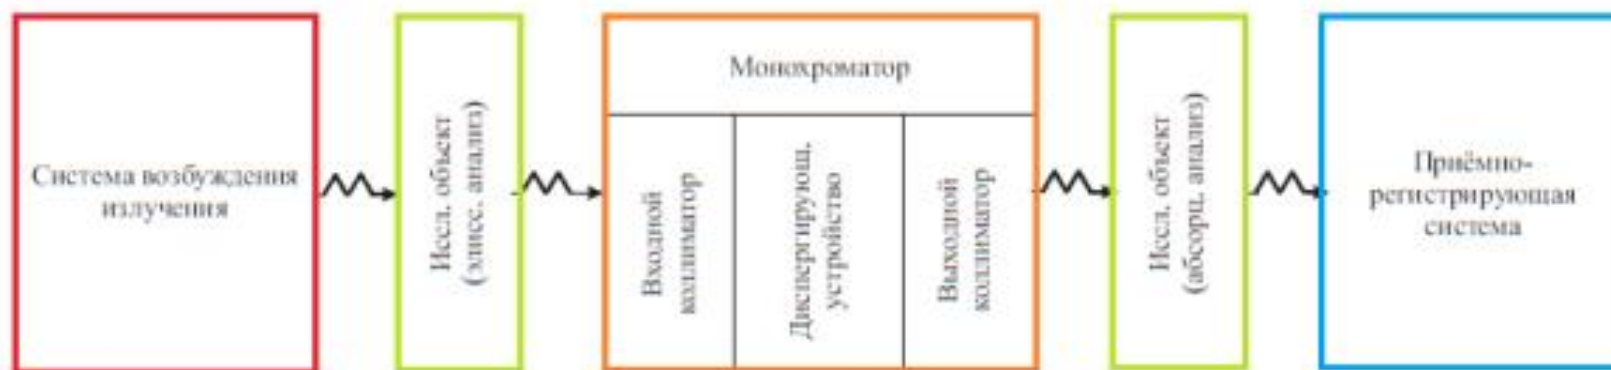 Система возбуждения
излучения
Иссл. объект
(эмисс. анализ)
Монохроматор
Входной
коллиматор
Диспергирующ.
устройство
Выходной
коллиматор
Иссл. объект
(абсорц. анализ)
Приёмно-
регистрирующая
система